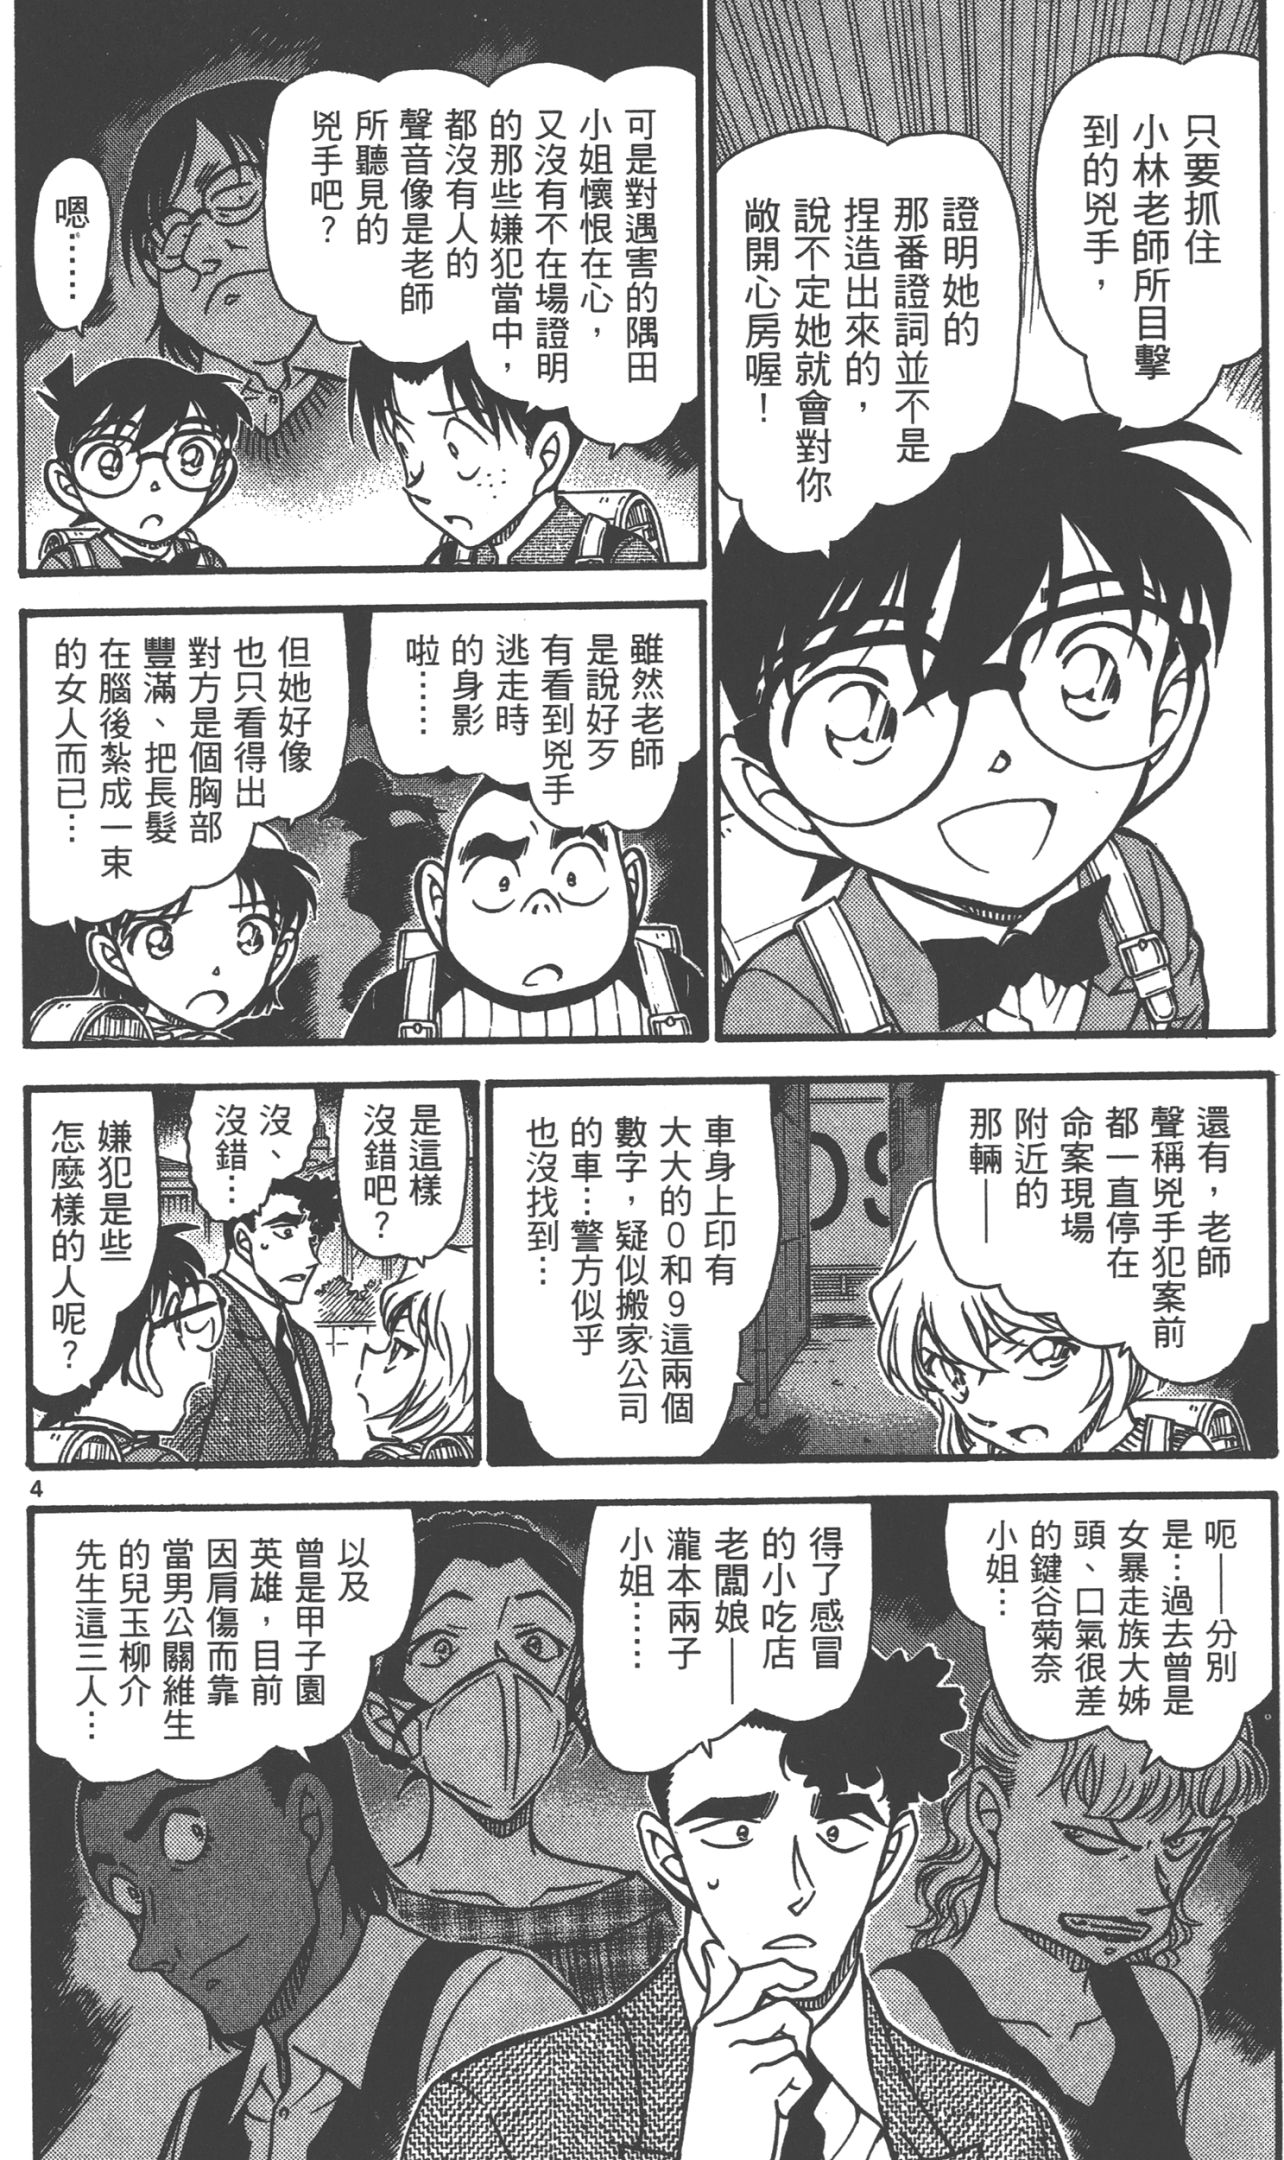 只要抓住
小林老師所目擊
到的兇手，
證明她的
那番證詞並不是
捏造出來的，
說不定她就會對你
敞開心房喔！
可是對遇害的隅田
小姐懷恨在心，
又沒有不在場證明
的那些嫌犯當中，
都沒有人的
聲音像是老師
所聽見的
兇手吧？
嗯……
雖然老師
是說好歹
有看到兇手
逃走時
的身影
啦……
但她好像
也只看得出
對方是個胸部
豐滿、把長髮
在腦後紮成一束
的女人而已…
還有，老師
聲稱兇手犯案前
都一直停在
命案現場
附近的
那輛——
09
車身上印有
大大的0和9這兩個
數字，疑似搬家公司
的車…警方似乎
也沒找到…
是這樣
沒錯吧？
沒、
沒錯…
嫌犯是些
怎麼樣的人呢？
4
呃——分別
是…過去曾是
女暴走族大姊
頭、口氣很差
的鍵谷菊奈
小姐…
得了感冒
的小吃店
老闆娘——
瀧本兩子
小姐……
以及
曾是甲子園
英雄，目前
因肩傷而靠
當男公關維生
的兒玉柳介
先生這三人…